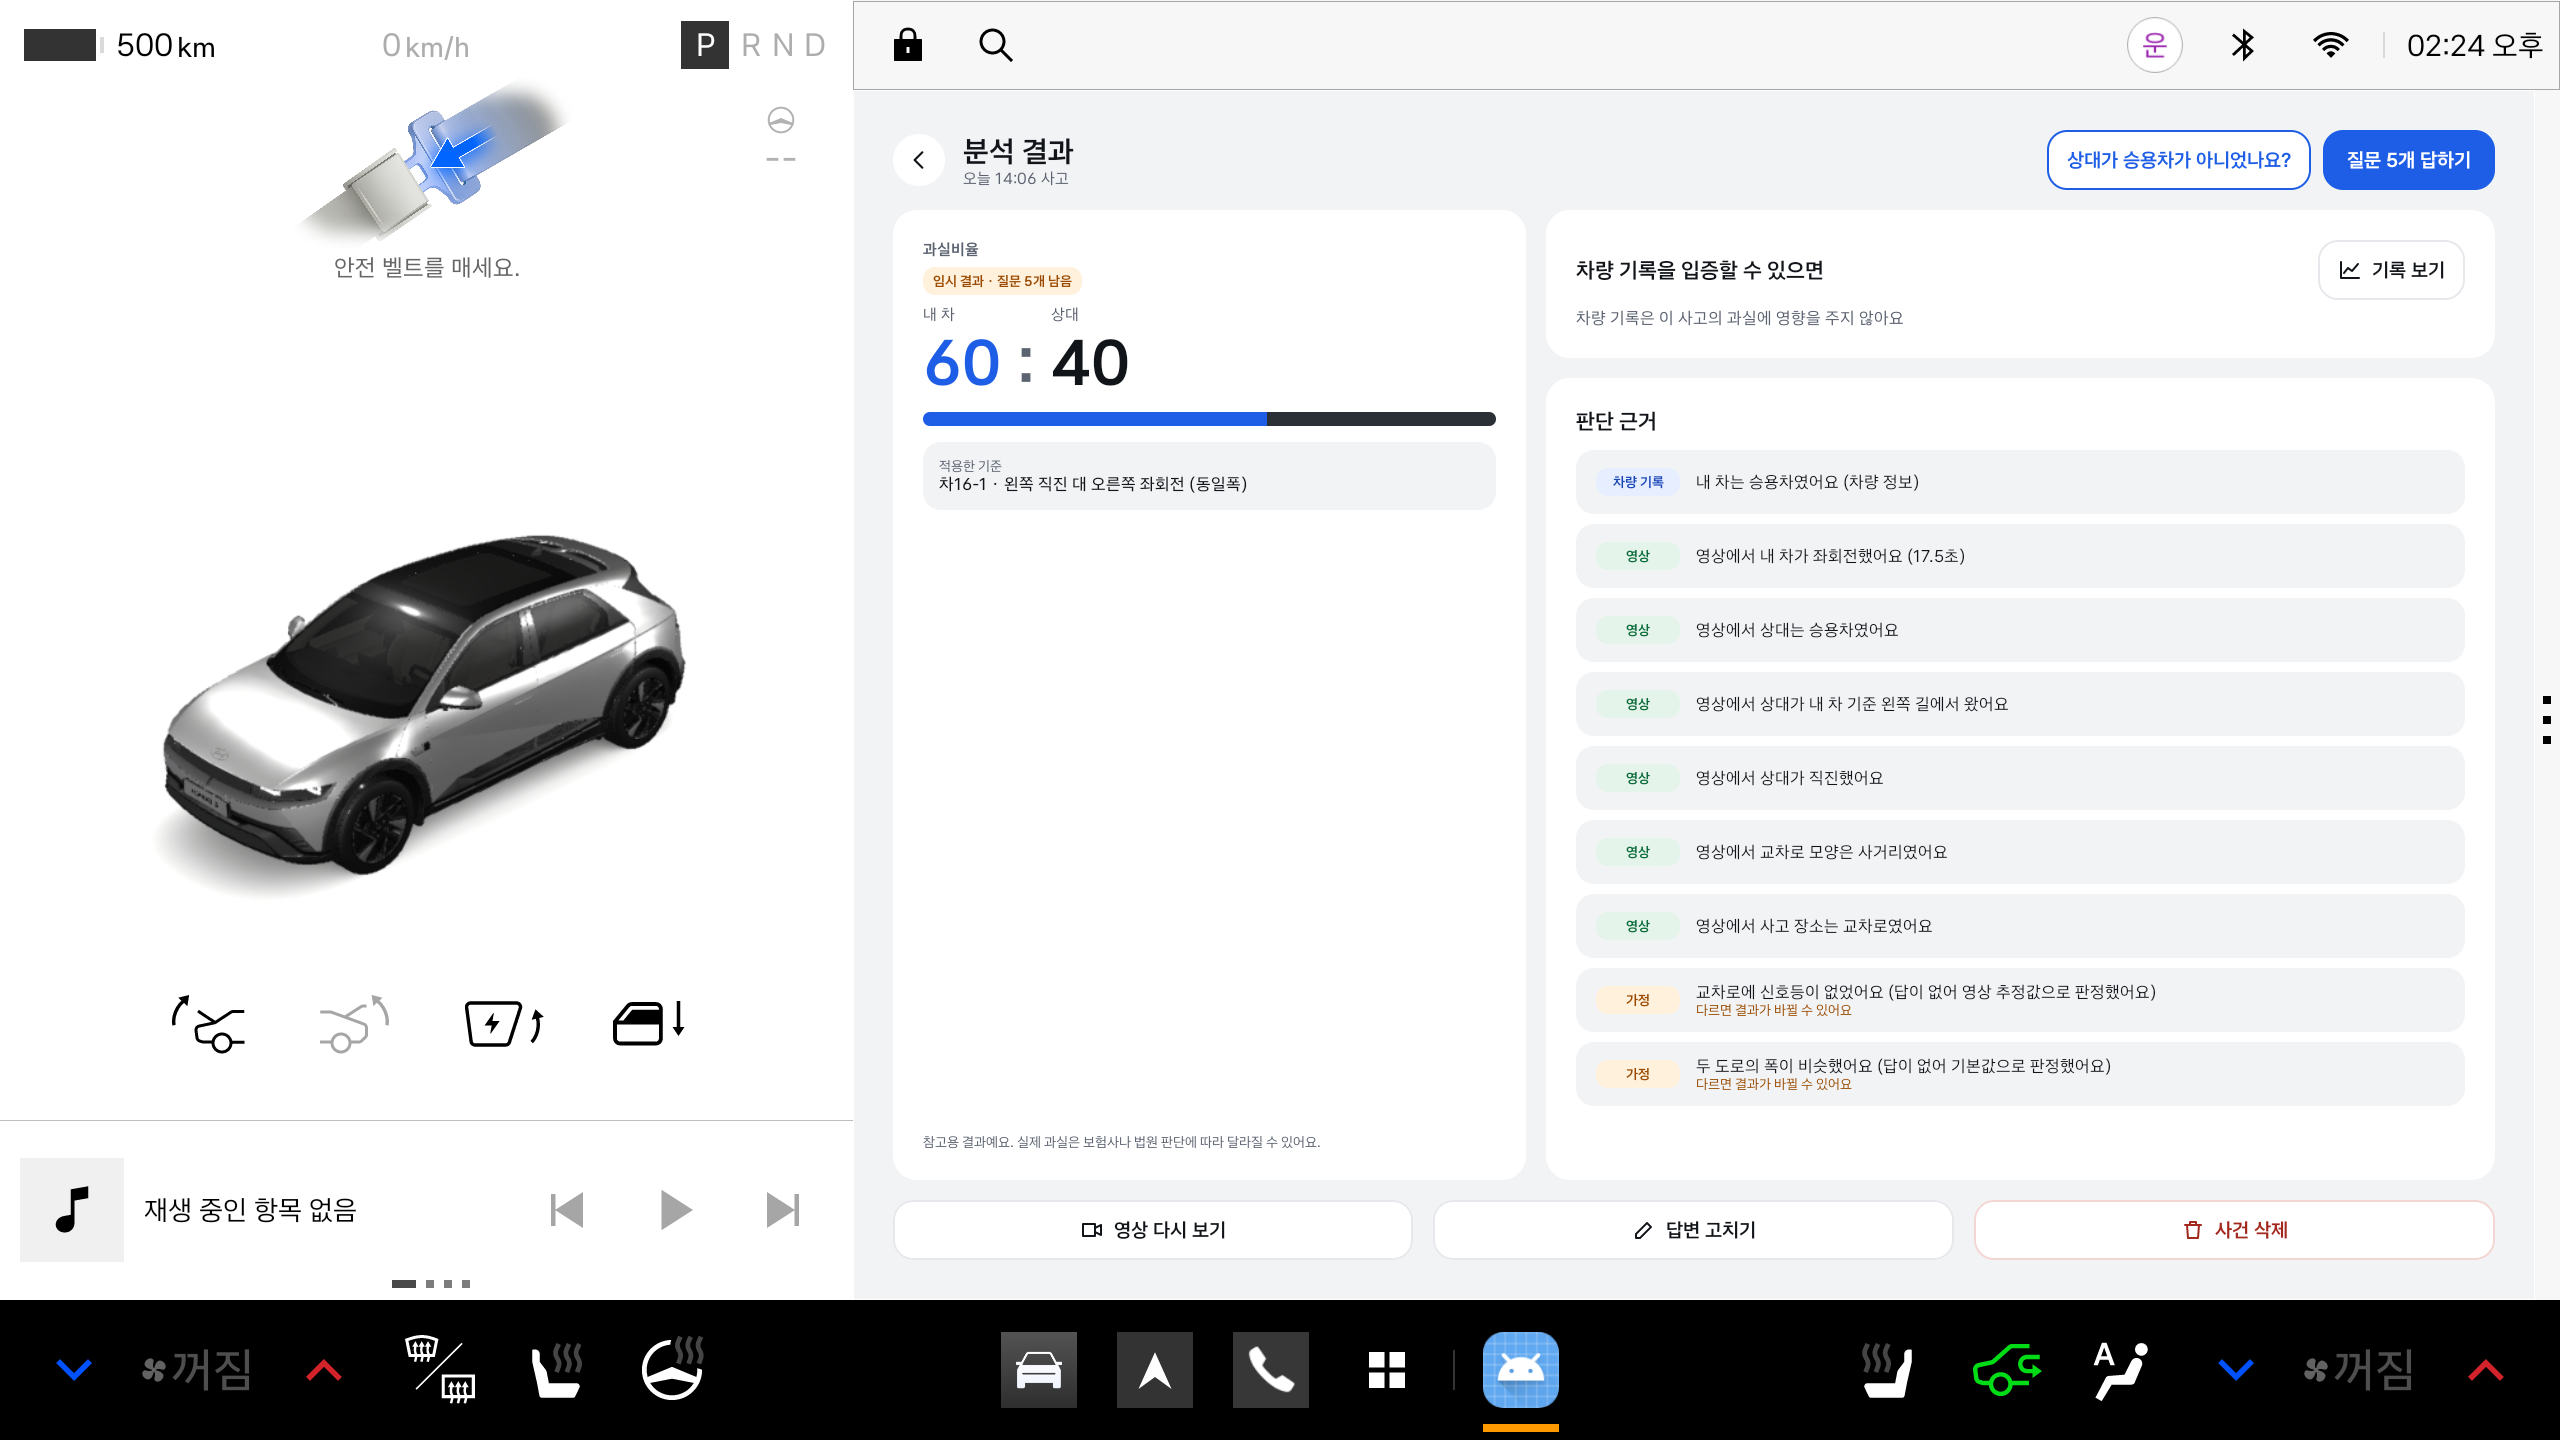 500 km
0 km/h
P R N D
운
02:24 오후
안전 벨트를 매세요.
분석 결과
오늘 14:06 사고
상대가 승용차가 아니었나요?
질문 5개 답하기
과실비율
임시 결과 · 질문 5개 남음
내 차 상대
60 : 40
적용한 기준
차16-1 · 왼쪽 직진 대 오른쪽 좌회전 (동일폭)
참고용 결과예요. 실제 과실은 보험사나 법원 판단에 따라 달라질 수 있어요.
차량 기록을 입증할 수 있으면
기록 보기
차량 기록은 이 사고의 과실에 영향을 주지 않아요
판단 근거
차량 기록 내 차는 승용차였어요 (차량 정보)
영상 영상에서 내 차가 좌회전했어요 (17.5초)
영상 영상에서 상대는 승용차였어요
영상 영상에서 상대가 내 차 기준 왼쪽 길에서 왔어요
영상 영상에서 상대가 직진했어요
영상 영상에서 교차로 모양은 사거리였어요
영상 영상에서 사고 장소는 교차로였어요
가정 교차로에 신호등이 없었어요 (답이 없어 영상 추정값으로 판정했어요)
다르면 결과가 바뀔 수 있어요
가정 두 도로의 폭이 비슷했어요 (답이 없어 기본값으로 판정했어요)
다르면 결과가 바뀔 수 있어요
영상 다시 보기
답변 고치기
사건 삭제
재생 중인 항목 없음
꺼짐
A
꺼짐